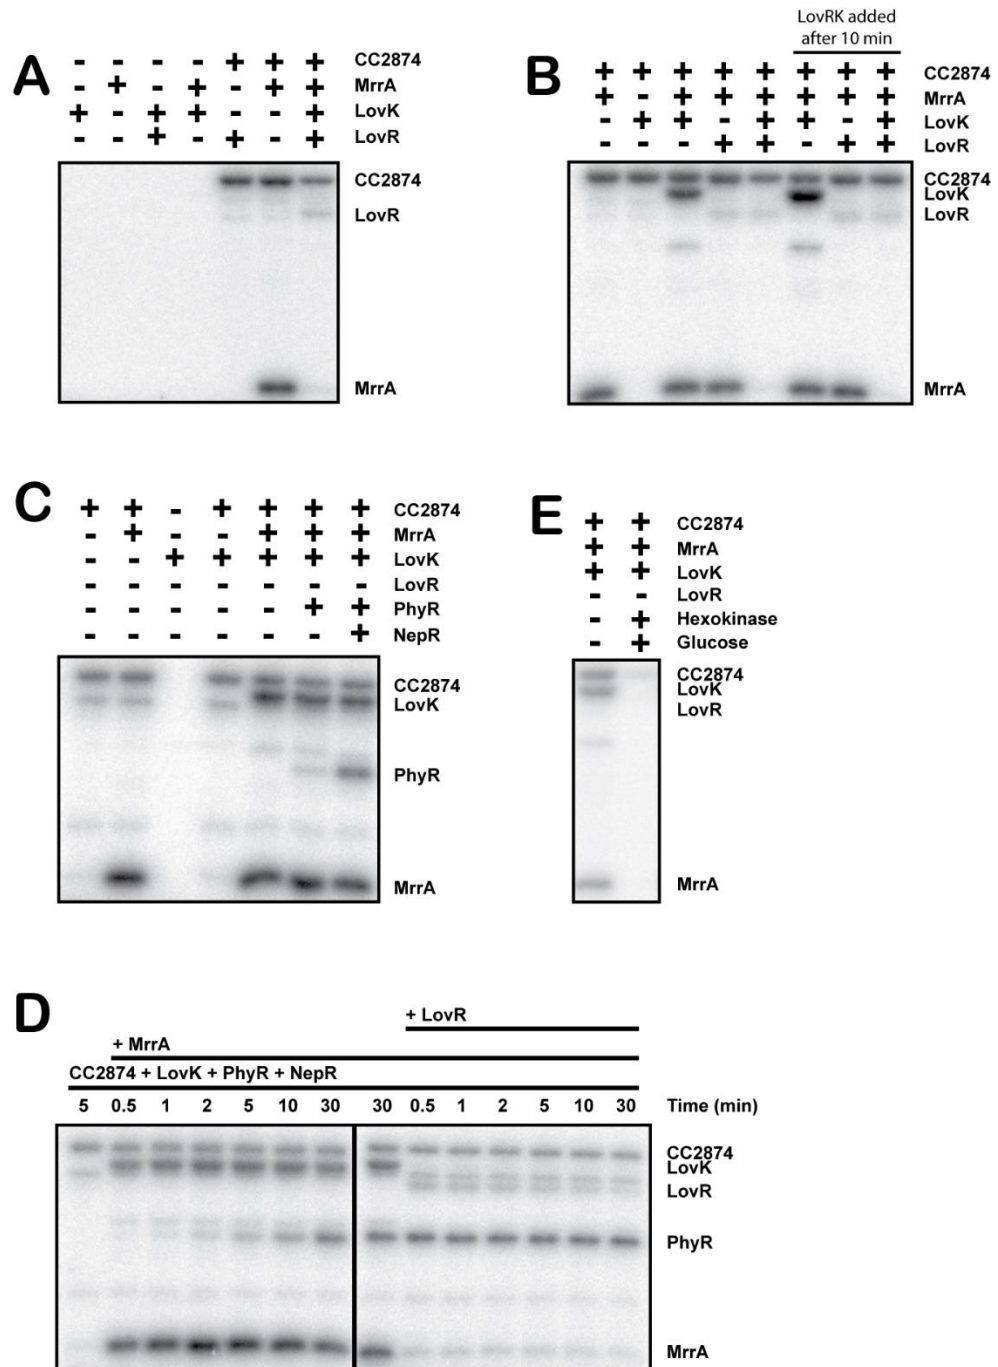 A
- - - - + + + CC2874
- + - + - + + MrrA
+ - + + - - + LovK
- - + - + - + LovR
CC2874
LovR
MrrA
B
LovRK added
after 10 min
+ + + + + + + + CC2874
+ + + + + + + + MrrA
- + + - + + - + LovK
- - - + + - + + LovR
CC2874
LovK
LovR
MrrA
C
+ + - + + + + CC2874
- + - - + + + MrrA
- - + + + + + LovK
- - - - - - - LovR
- - - - - + + PhyR
- - - - - - + NepR
CC2874
LovK
PhyR
MrrA
E
+ + CC2874
+ + MrrA
+ + LovK
- - LovR
- + Hexokinase
- + Glucose
CC2874
LovK
LovR
MrrA
D
+ LovR
+ MrrA
CC2874 + LovK + PhyR + NepR
5 0.5 1 2 5 10 30 30 0.5 1 2 5 10 30 Time (min)
CC2874
LovK
LovR
PhyR
MrrA